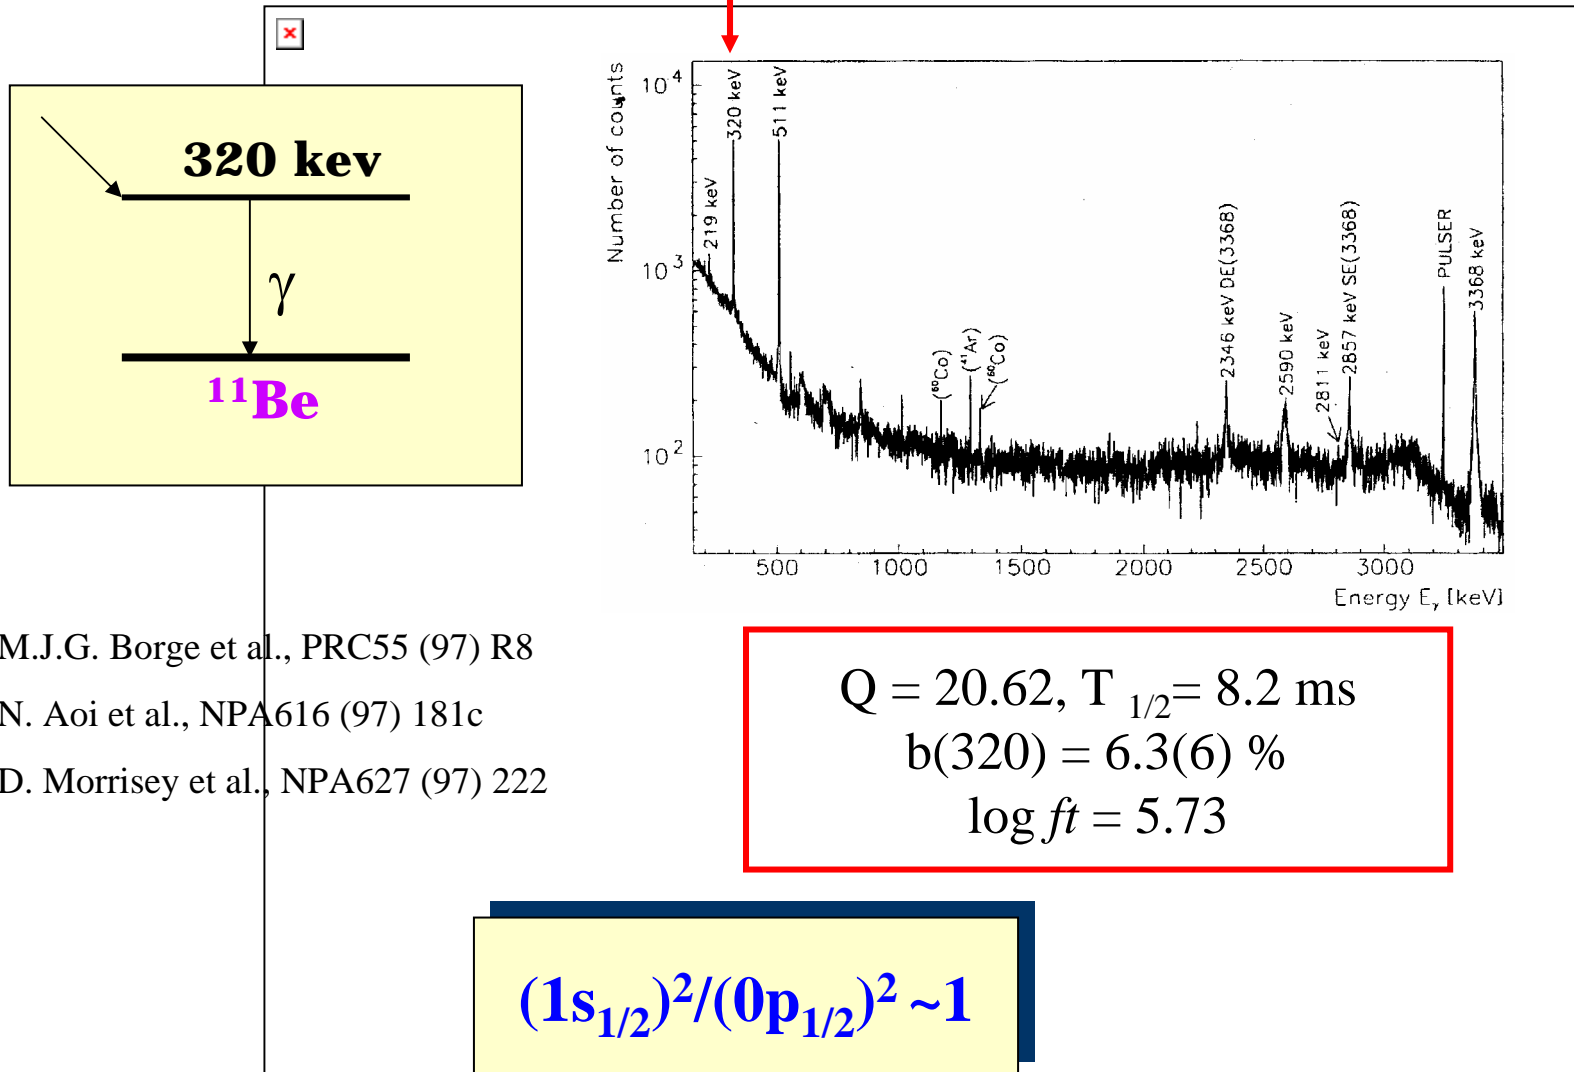 320 kev
γ
¹¹Be
Number of counts
10⁴
10³
10²
219 keV
320 keV
511 keV
(⁶⁰Co)
(⁴¹Ar)
(⁶⁰Co)
2346 keV DE(3368)
2590 keV
2811 keV
2857 keV SE(3368)
PULSER
3368 keV
500 1000 1500 2000 2500 3000
Energy Eᵧ [keV]
M.J.G. Borge et al., PRC55 (97) R8
N. Aoi et al., NPA616 (97) 181c
D. Morrisey et al., NPA627 (97) 222
Q = 20.62, T 1/2= 8.2 ms
b(320) = 6.3(6) %
log ft = 5.73
(1s1/2)²/(0p1/2)² ~1